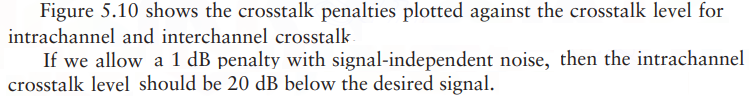 Figure 5.10 shows the crosstalk penalties plotted against the crosstalk level for
intrachannel and interchannel crosstalk
If we allow a 1 dB penalty with signal-independent noise, then the intrachannel
crosstalk level should be 20 dB below the desired signal.